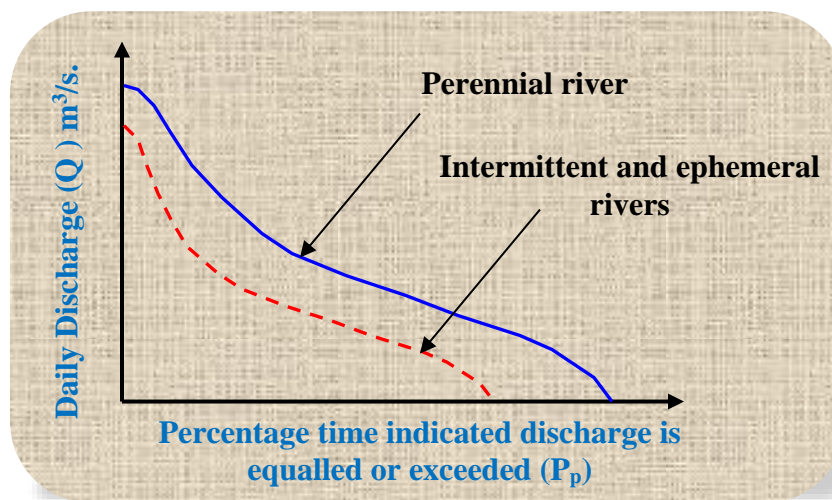 Daily Discharge (Q ) m³/s.
Perennial river
Intermittent and ephemeral
rivers
Percentage time indicated discharge is
equalled or exceeded (Pₚ)